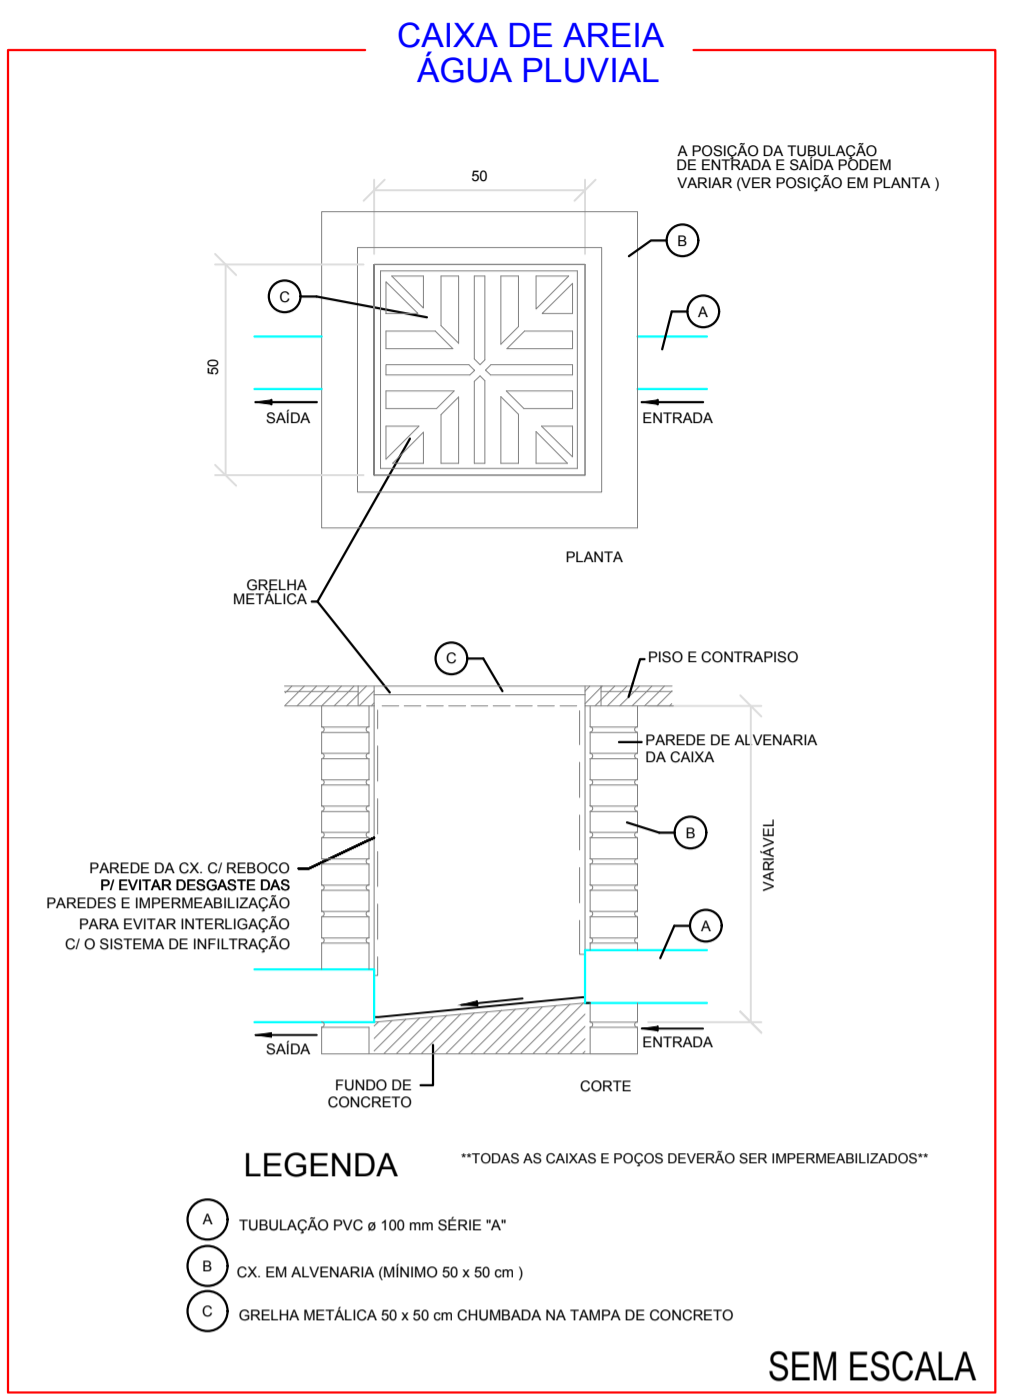 CAIXA DE AREIA
ÁGUA PLUVIAL
A POSIÇÃO DA TUBULAÇÃO
DE ENTRADA E SAÍDA PODEM
VARIAR (VER POSIÇÃO EM PLANTA )
50
B
C
A
50
SAÍDA
ENTRADA
PLANTA
GRELHA
METÁLICA
C
PISO E CONTRAPISO
PAREDE DE ALVENARIA
DA CAIXA
B
VARIÁVEL
PAREDE DA CX. C/ REBOCO
P/ EVITAR DESGASTE DAS
PAREDES E IMPERMEABILIZAÇÃO
PARA EVITAR INTERLIGAÇÃO
C/ O SISTEMA DE INFILTRAÇÃO
A
SAÍDA
ENTRADA
FUNDO DE
CONCRETO
CORTE
LEGENDA
**TODAS AS CAIXAS E POÇOS DEVERÃO SER IMPERMEABILIZADOS**
A TUBULAÇÃO PVC ø 100 mm SÉRIE "A"
B CX. EM ALVENARIA (MÍNIMO 50 x 50 cm )
C GRELHA METÁLICA 50 x 50 cm CHUMBADA NA TAMPA DE CONCRETO
SEM ESCALA